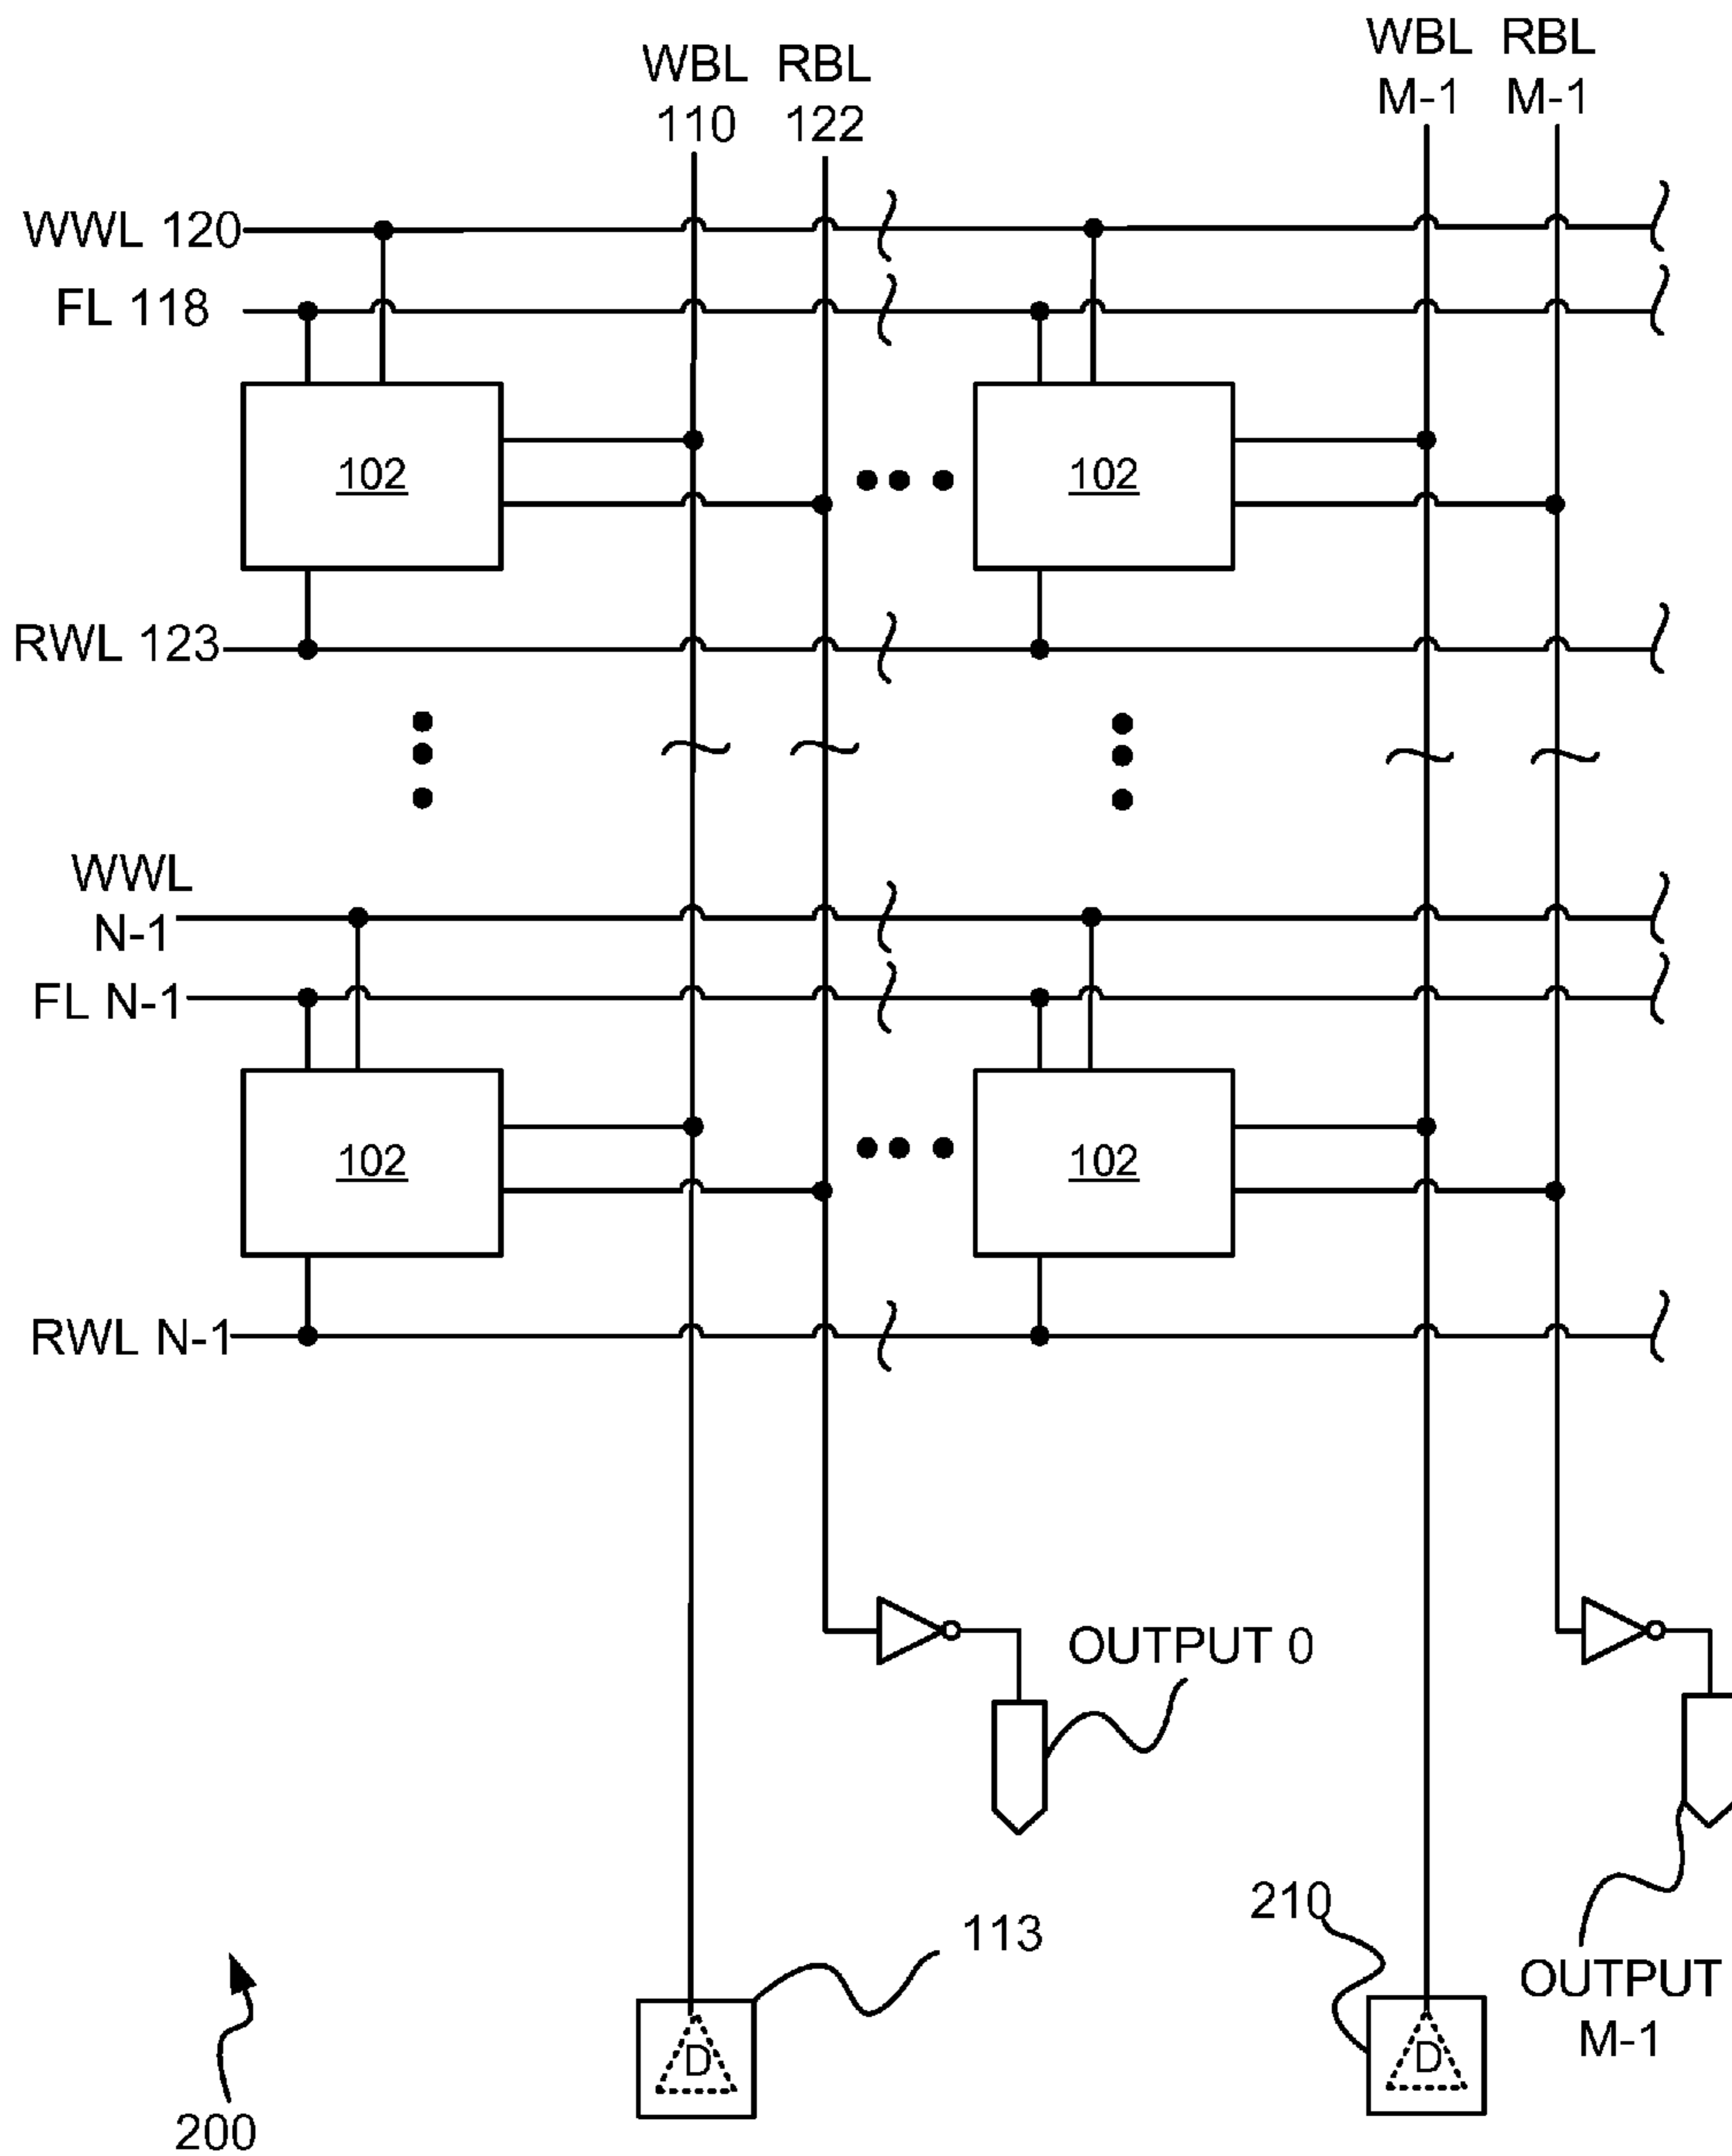 WBL RBL
110 122
WBL RBL
M-1 M-1
WWL 120
FL 118
102
102
RWL 123
WWL
N-1
FL N-1
102
102
RWL N-1
OUTPUT 0
113
210
OUTPUT
M-1
D
D
200